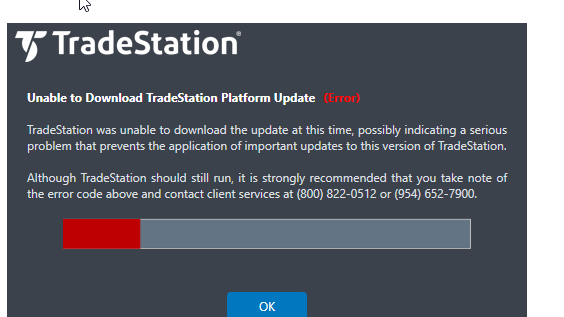 TradeStation®
Unable to Download TradeStation Platform Update (Error)
TradeStation was unable to download the update at this time, possibly indicating a serious
problem that prevents the application of important updates to this version of TradeStation.
Although TradeStation should still run, it is strongly recommended that you take note of
the error code above and contact client services at (800) 822-0512 or (954) 652-7900.
OK